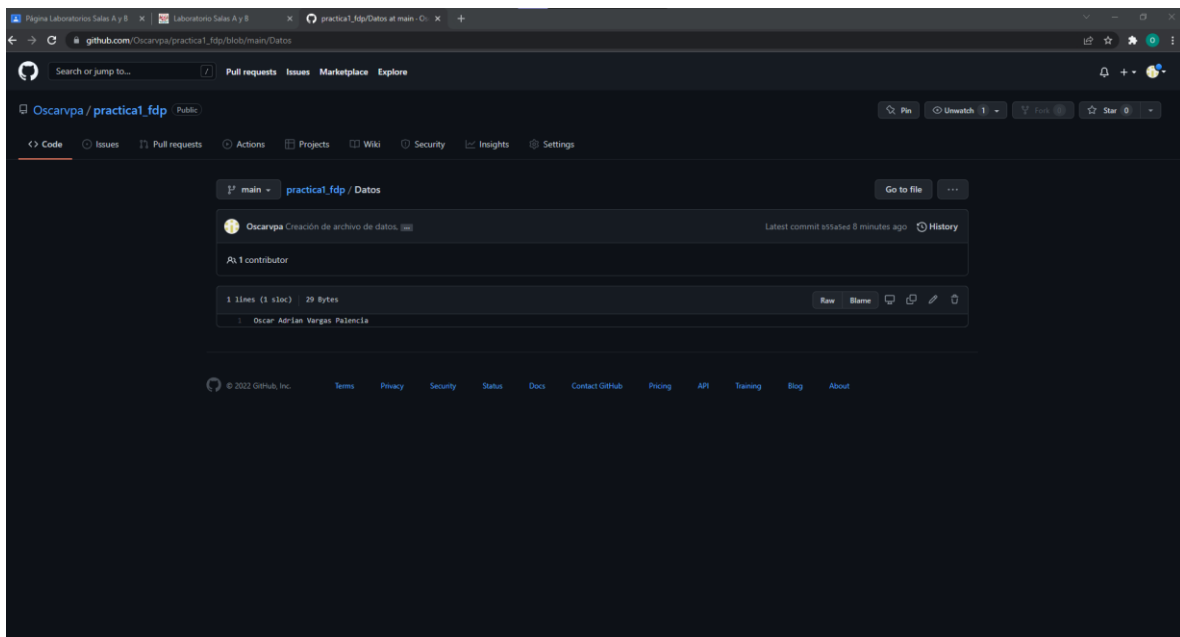 Página Laboratorios Salas A y B Laboratorio Salas A y B practica1_fdp/Datos at main · Os
github.com/Oscarvpa/practica1_fdp/blob/main/Datos O
Search or jump to... / Pull requests Issues Marketplace Explore
Oscarvpa / practica1_fdp Public Pin Unwatch 1 Fork 0 Star 0
Code Issues Pull requests Actions Projects Wiki Security Insights Settings
main practica1_fdp / Datos Go to file ...
Oscarvpa Creación de archivo de datos. ... Latest commit 8 minutes ago History
1 contributor
1 lines (1 sloc) 29 Bytes Raw Blame
1 Oscar Adrian Vargas Palencia
© 2022 GitHub, Inc. Terms Privacy Security Status Docs Contact GitHub Pricing API Training Blog About